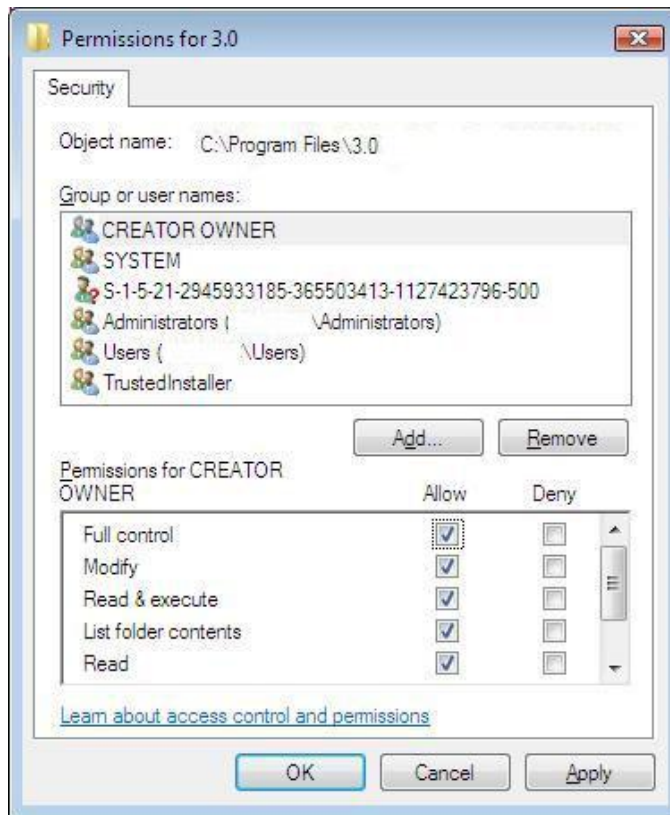 Permissions for 3.0
Security
Object name: C:\Program Files\3.0
Group or user names:
CREATOR OWNER
SYSTEM
S-1-5-21-2945933185-365503413-1127423796-500
Administrators ( \Administrators)
Users ( \Users)
TrustedInstaller
Add... Remove
Permissions for CREATOR
OWNER Allow Deny
Full control
Modify
Read & execute
List folder contents
Read
Learn about access control and permissions
OK Cancel Apply